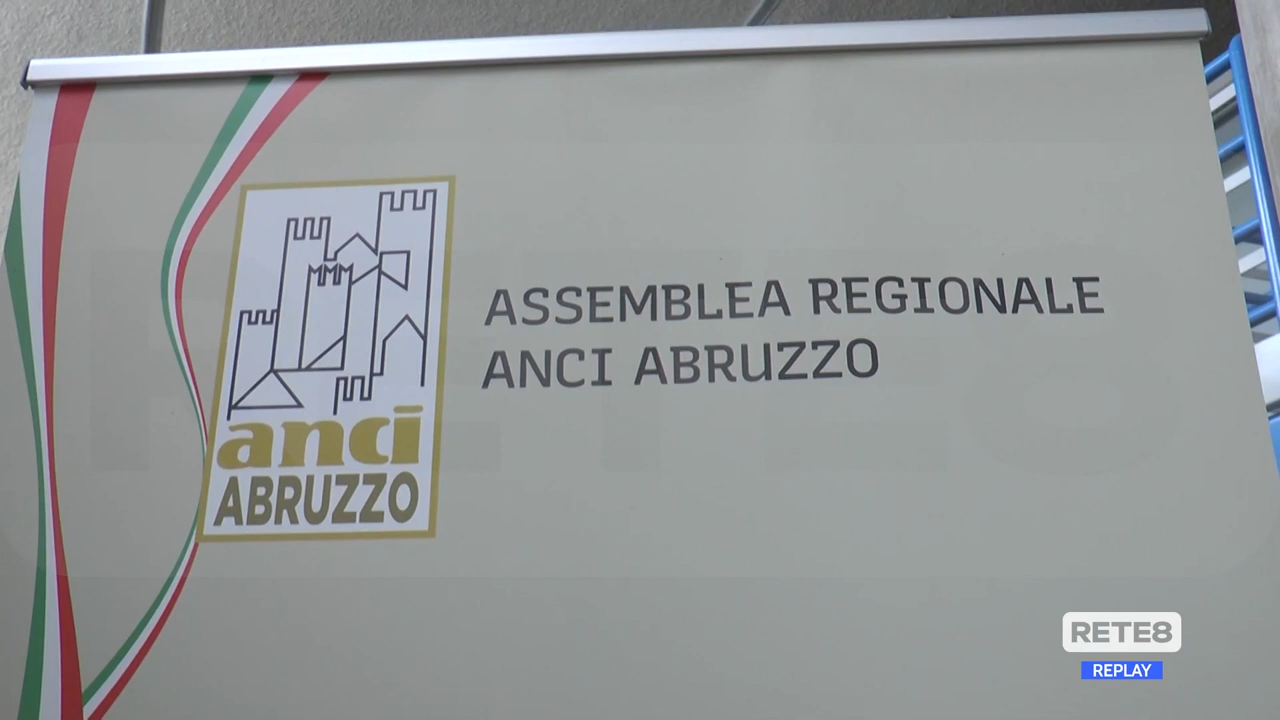 ASSEMBLEA REGIONALE
ANCI ABRUZZO
anci
ABRUZZO
RETE8
REPLAY